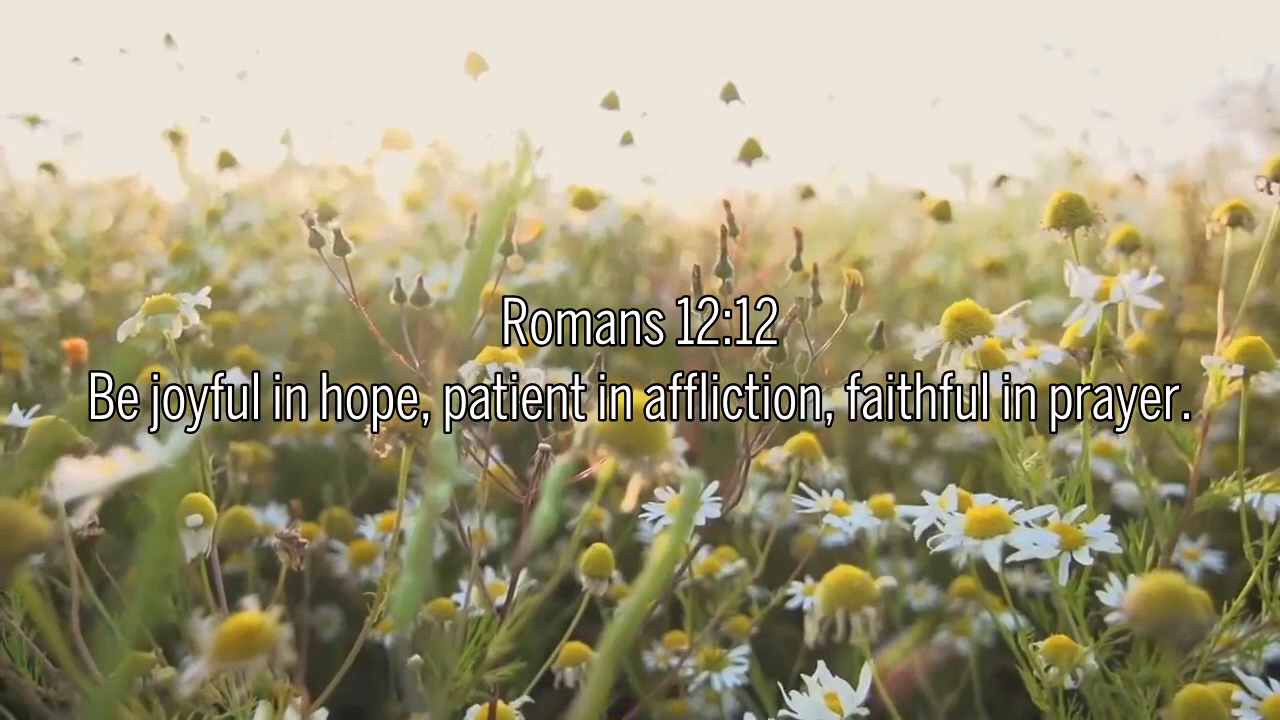 Romans 12:12
Be joyful in hope, patient in affliction, faithful in prayer.